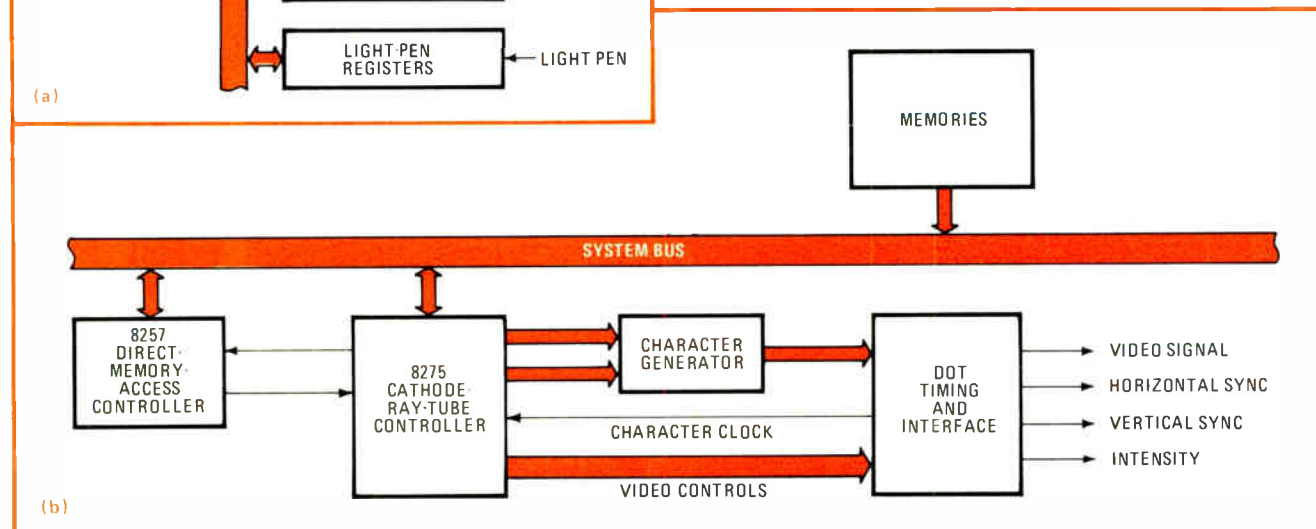 LIGHT-PEN
REGISTERS
LIGHT PEN
(a)
MEMORIES
SYSTEM BUS
8257
DIRECT-
MEMORY-
ACCESS
CONTROLLER
8275
CATHODE-
RAY-TUBE
CONTROLLER
CHARACTER
GENERATOR
CHARACTER CLOCK
VIDEO CONTROLS
DOT
TIMING
AND
INTERFACE
VIDEO SIGNAL
HORIZONTAL SYNC
VERTICAL SYNC
INTENSITY
(b)